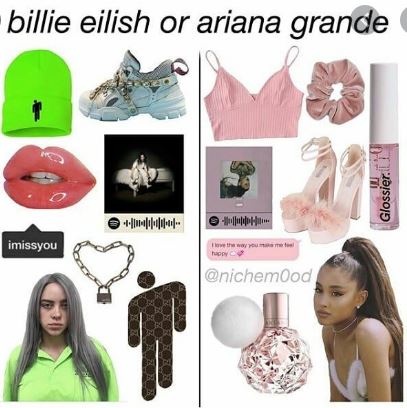 billie eilish or ariana grande
imissyou
Glossier.
I love the way you make me feel
happy
@nichem0od